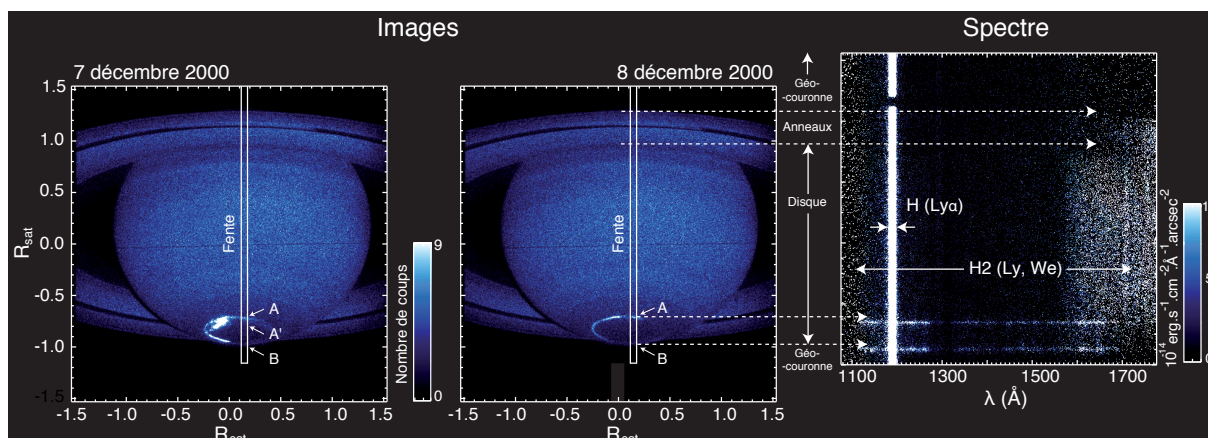 Images
Spectre
7 décembre 2000
8 décembre 2000
1.5
1.0
0.5
0.0
-0.5
-1.0
-1.5
R sat
Fente
A
A'
B
-1.5 -1.0 -0.5 0.0 0.5 1.0 1.5
9
Nombre de coups
0
Fente
A
B
-1.5 -1.0 -0.5 0.0 0.5 1.0 1.5
Géo-
-couronne
Anneaux
Disque
Géo-
-couronne
H (Lyα)
H2 (Ly, We)
1100 1300 1500 1700
λ (Å)
10-14 erg.s-1.cm-2.Å-1.arcsec-2